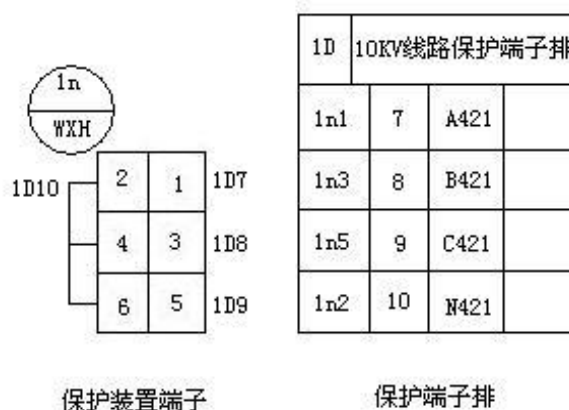 1n
WXH
1D10
2 1 1D7
4 3 1D8
6 5 1D9
保护装置端子
1D 10KV线路保护端子排
1n1 7 A421
1n3 8 B421
1n5 9 C421
1n2 10 N421
保护端子排